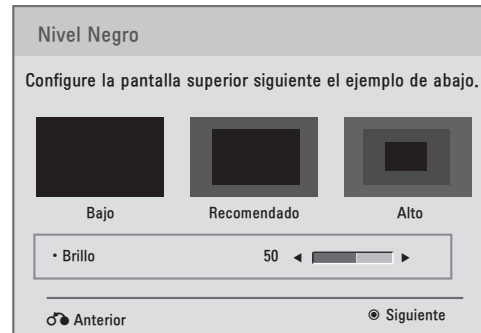 Nivel Negro
Configure la pantalla superior siguiente el ejemplo de abajo.
Bajo Recomendado Alto
• Brillo 50 ◄ ►
Anterior ◉ Siguiente